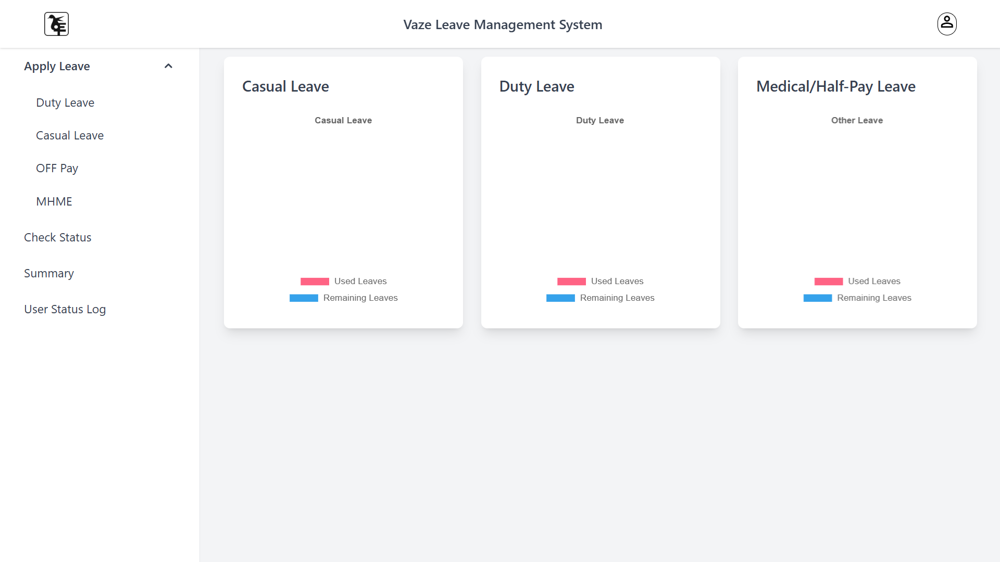 Vaze Leave Management System
Apply Leave
Duty Leave
Casual Leave
OFF Pay
MHME
Check Status
Summary
User Status Log
Casual Leave
Casual Leave
Used Leaves
Remaining Leaves
Duty Leave
Duty Leave
Used Leaves
Remaining Leaves
Medical/Half-Pay Leave
Other Leave
Used Leaves
Remaining Leaves